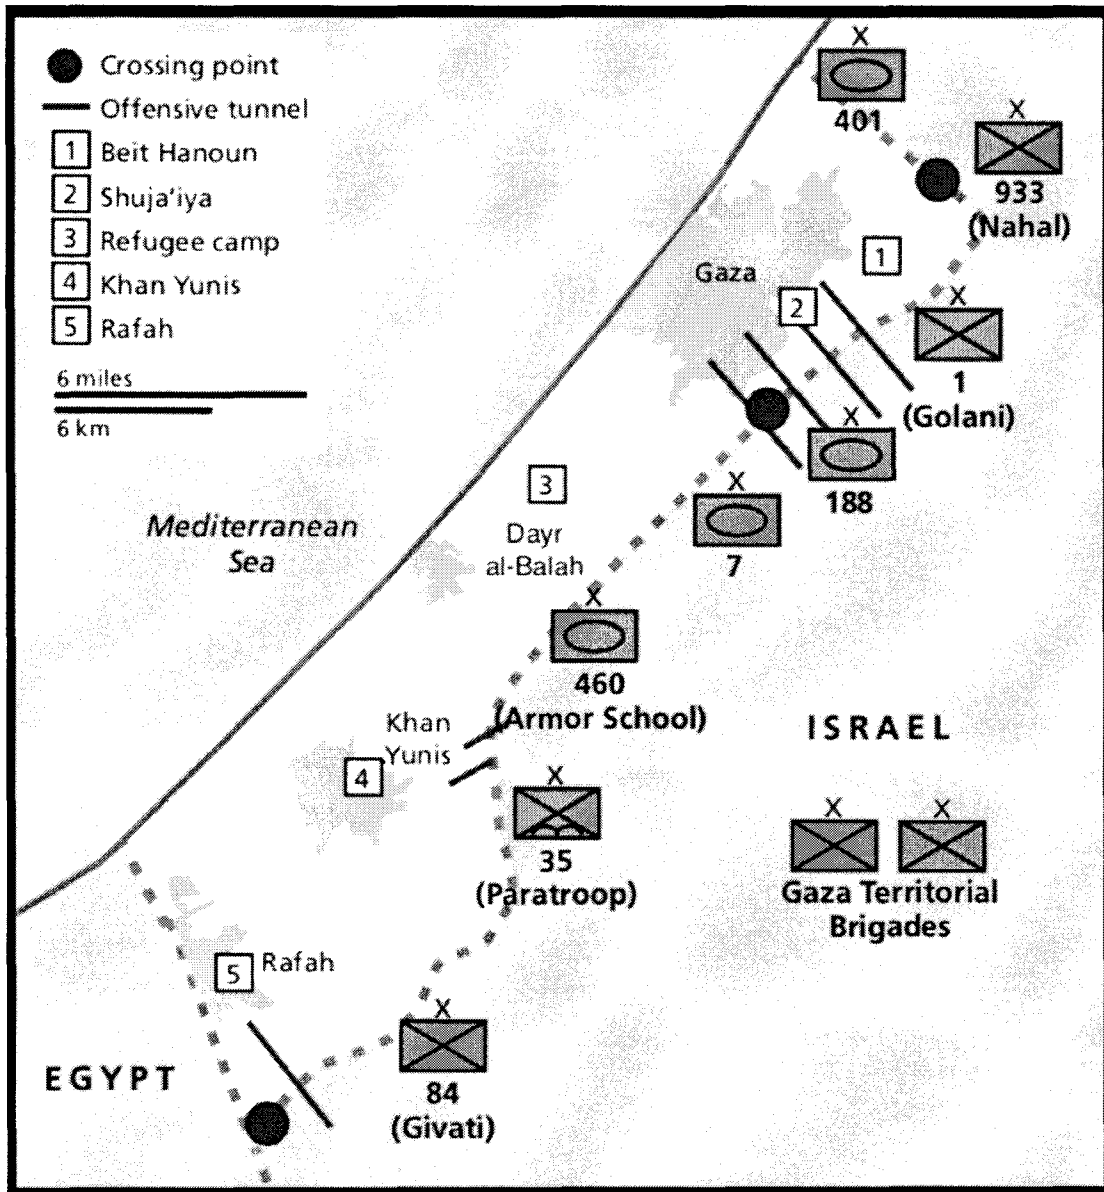 Crossing point
Offensive tunnel
1 Beit Hanoun
2 Shuja'iya
3 Refugee camp
4 Khan Yunis
5 Rafah
6 miles
6 km
X
401
X
933
(Nahal)
1
Gaza
2
X
1
(Golani)
X
188
X
7
3
Dayr
al-Balah
Mediterranean
Sea
X
460
(Armor School)
Khan
Yunis
4
ISRAEL
X
35
(Paratroop)
X X
Gaza Territorial
Brigades
5 Rafah
X
84
(Givati)
EGYPT